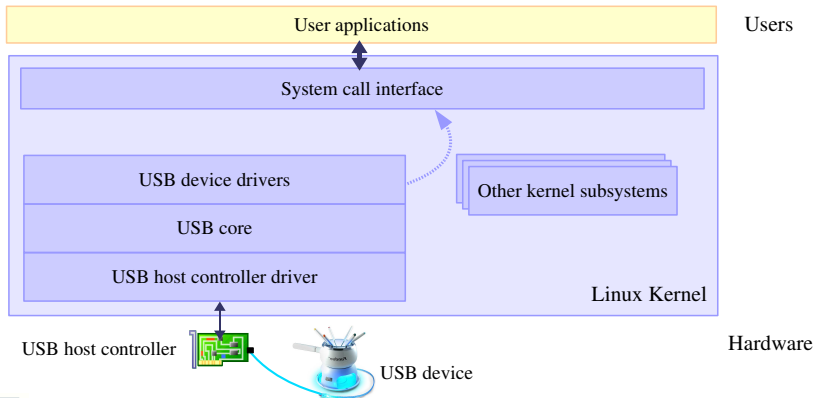 User applications
Users
System call interface
USB device drivers
Other kernel subsystems
USB core
USB host controller driver
Linux Kernel
USB host controller
Hardware
USB device